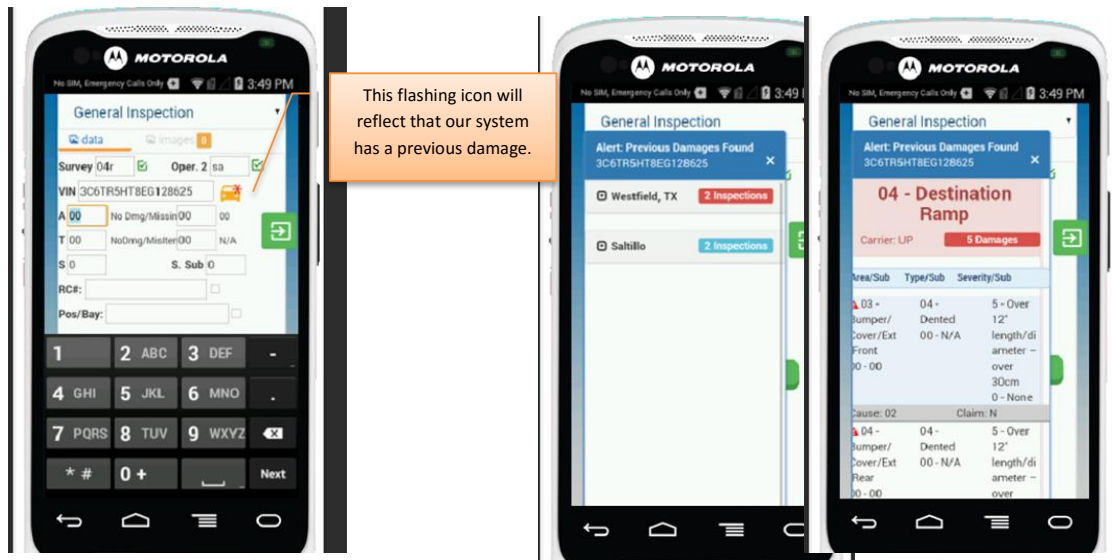 MOTOROLA
No SIM, Emergency Calls Only 3:49 PM
General Inspection
data images 0
Survey 04r Oper. 2 sa
VIN 3C6TR5HT8EG128625
A 00 No Dmg/Missin 00 00
T 00 NoDmg/MisIten 00 N/A
S 0 S. Sub 0
RC#:
Pos/Bay:
1 2 ABC 3 DEF -
4 GHI 5 JKL 6 MNO .
7 PQRS 8 TUV 9 WXYZ
* # 0 + Next
This flashing icon will
reflect that our system
has a previous damage.
MOTOROLA
No SIM, Emergency Calls Only 3:49
General Inspection
Alert: Previous Damages Found
3C6TR5HT8EG128625 ×
Westfield, TX 2 Inspections
Saltillo 2 Inspections
MOTOROLA
No SIM, Emergency Calls Only 3:49 PM
General Inspection
Alert: Previous Damages Found
3C6TR5HT8EG128625 ×
04 - Destination
Ramp
Carrier: UP 5 Damages
Area/Sub Type/Sub Severity/Sub
03 - 04 - 5 - Over
Bumper/ Dented 12"
Cover/Ext 00 - N/A length/di
Front ameter –
00 - 00 over
30cm
0 - None
Cause: 02 Claim: N
04 - 04 - 5 - Over
Bumper/ Dented 12"
Cover/Ext 00 - N/A length/di
Rear ameter –
00 - 00 over